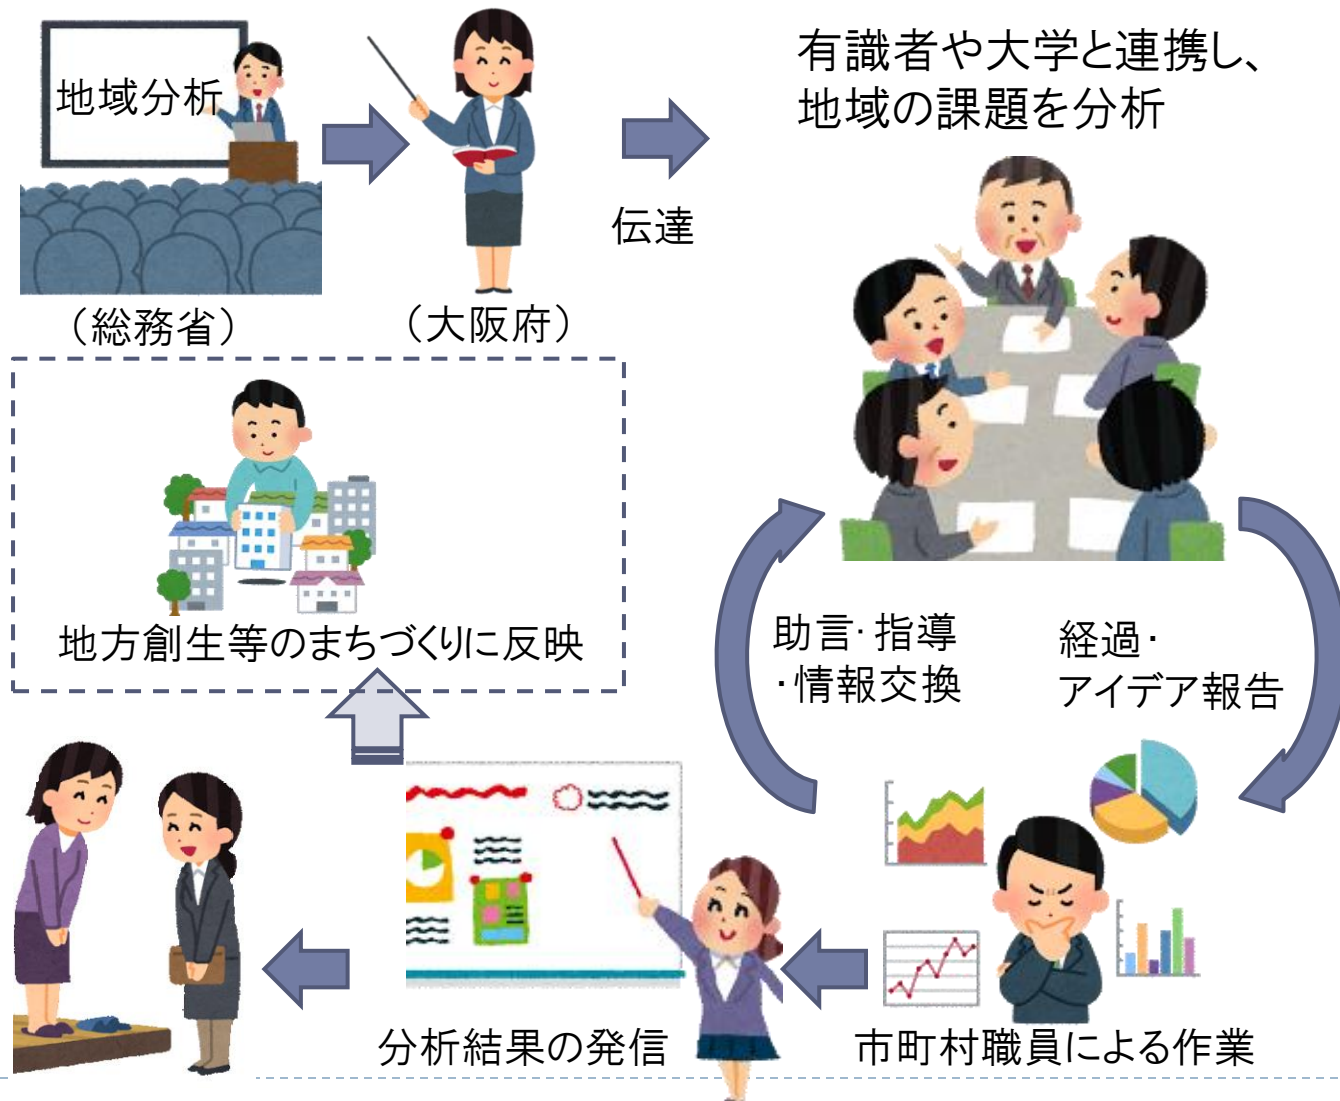 地域分析
有識者や大学と連携し、
地域の課題を分析
伝達
（総務省）
（大阪府）
地方創生等のまちづくりに反映
助言・指導
・情報交換
経過・
アイデア報告
分析結果の発信
市町村職員による作業